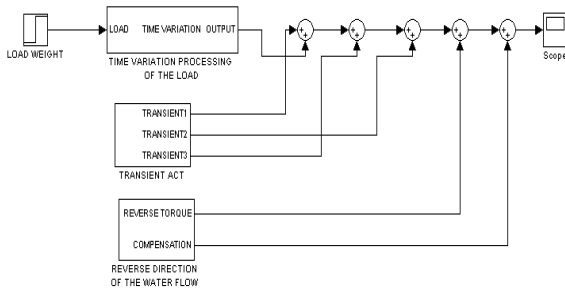 LOAD WEIGHT
LOAD TIME VARIATION OUTPUT
TIME VARIATION PROCESSING
OF THE LOAD
Scope
TRANSIENT1
TRANSIENT2
TRANSIENT3
TRANSIENT ACT
REVERSE TORQUE
COMPENSATION
REVERSE DIRECTION
OF THE WATER FLOW